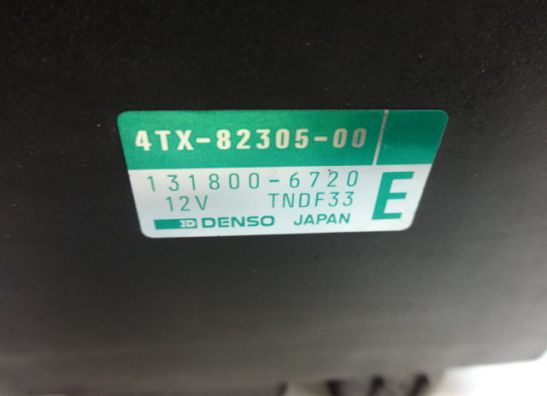 4TX-82305-00
131800-6720
12V TNDF33 E
DENSO JAPAN